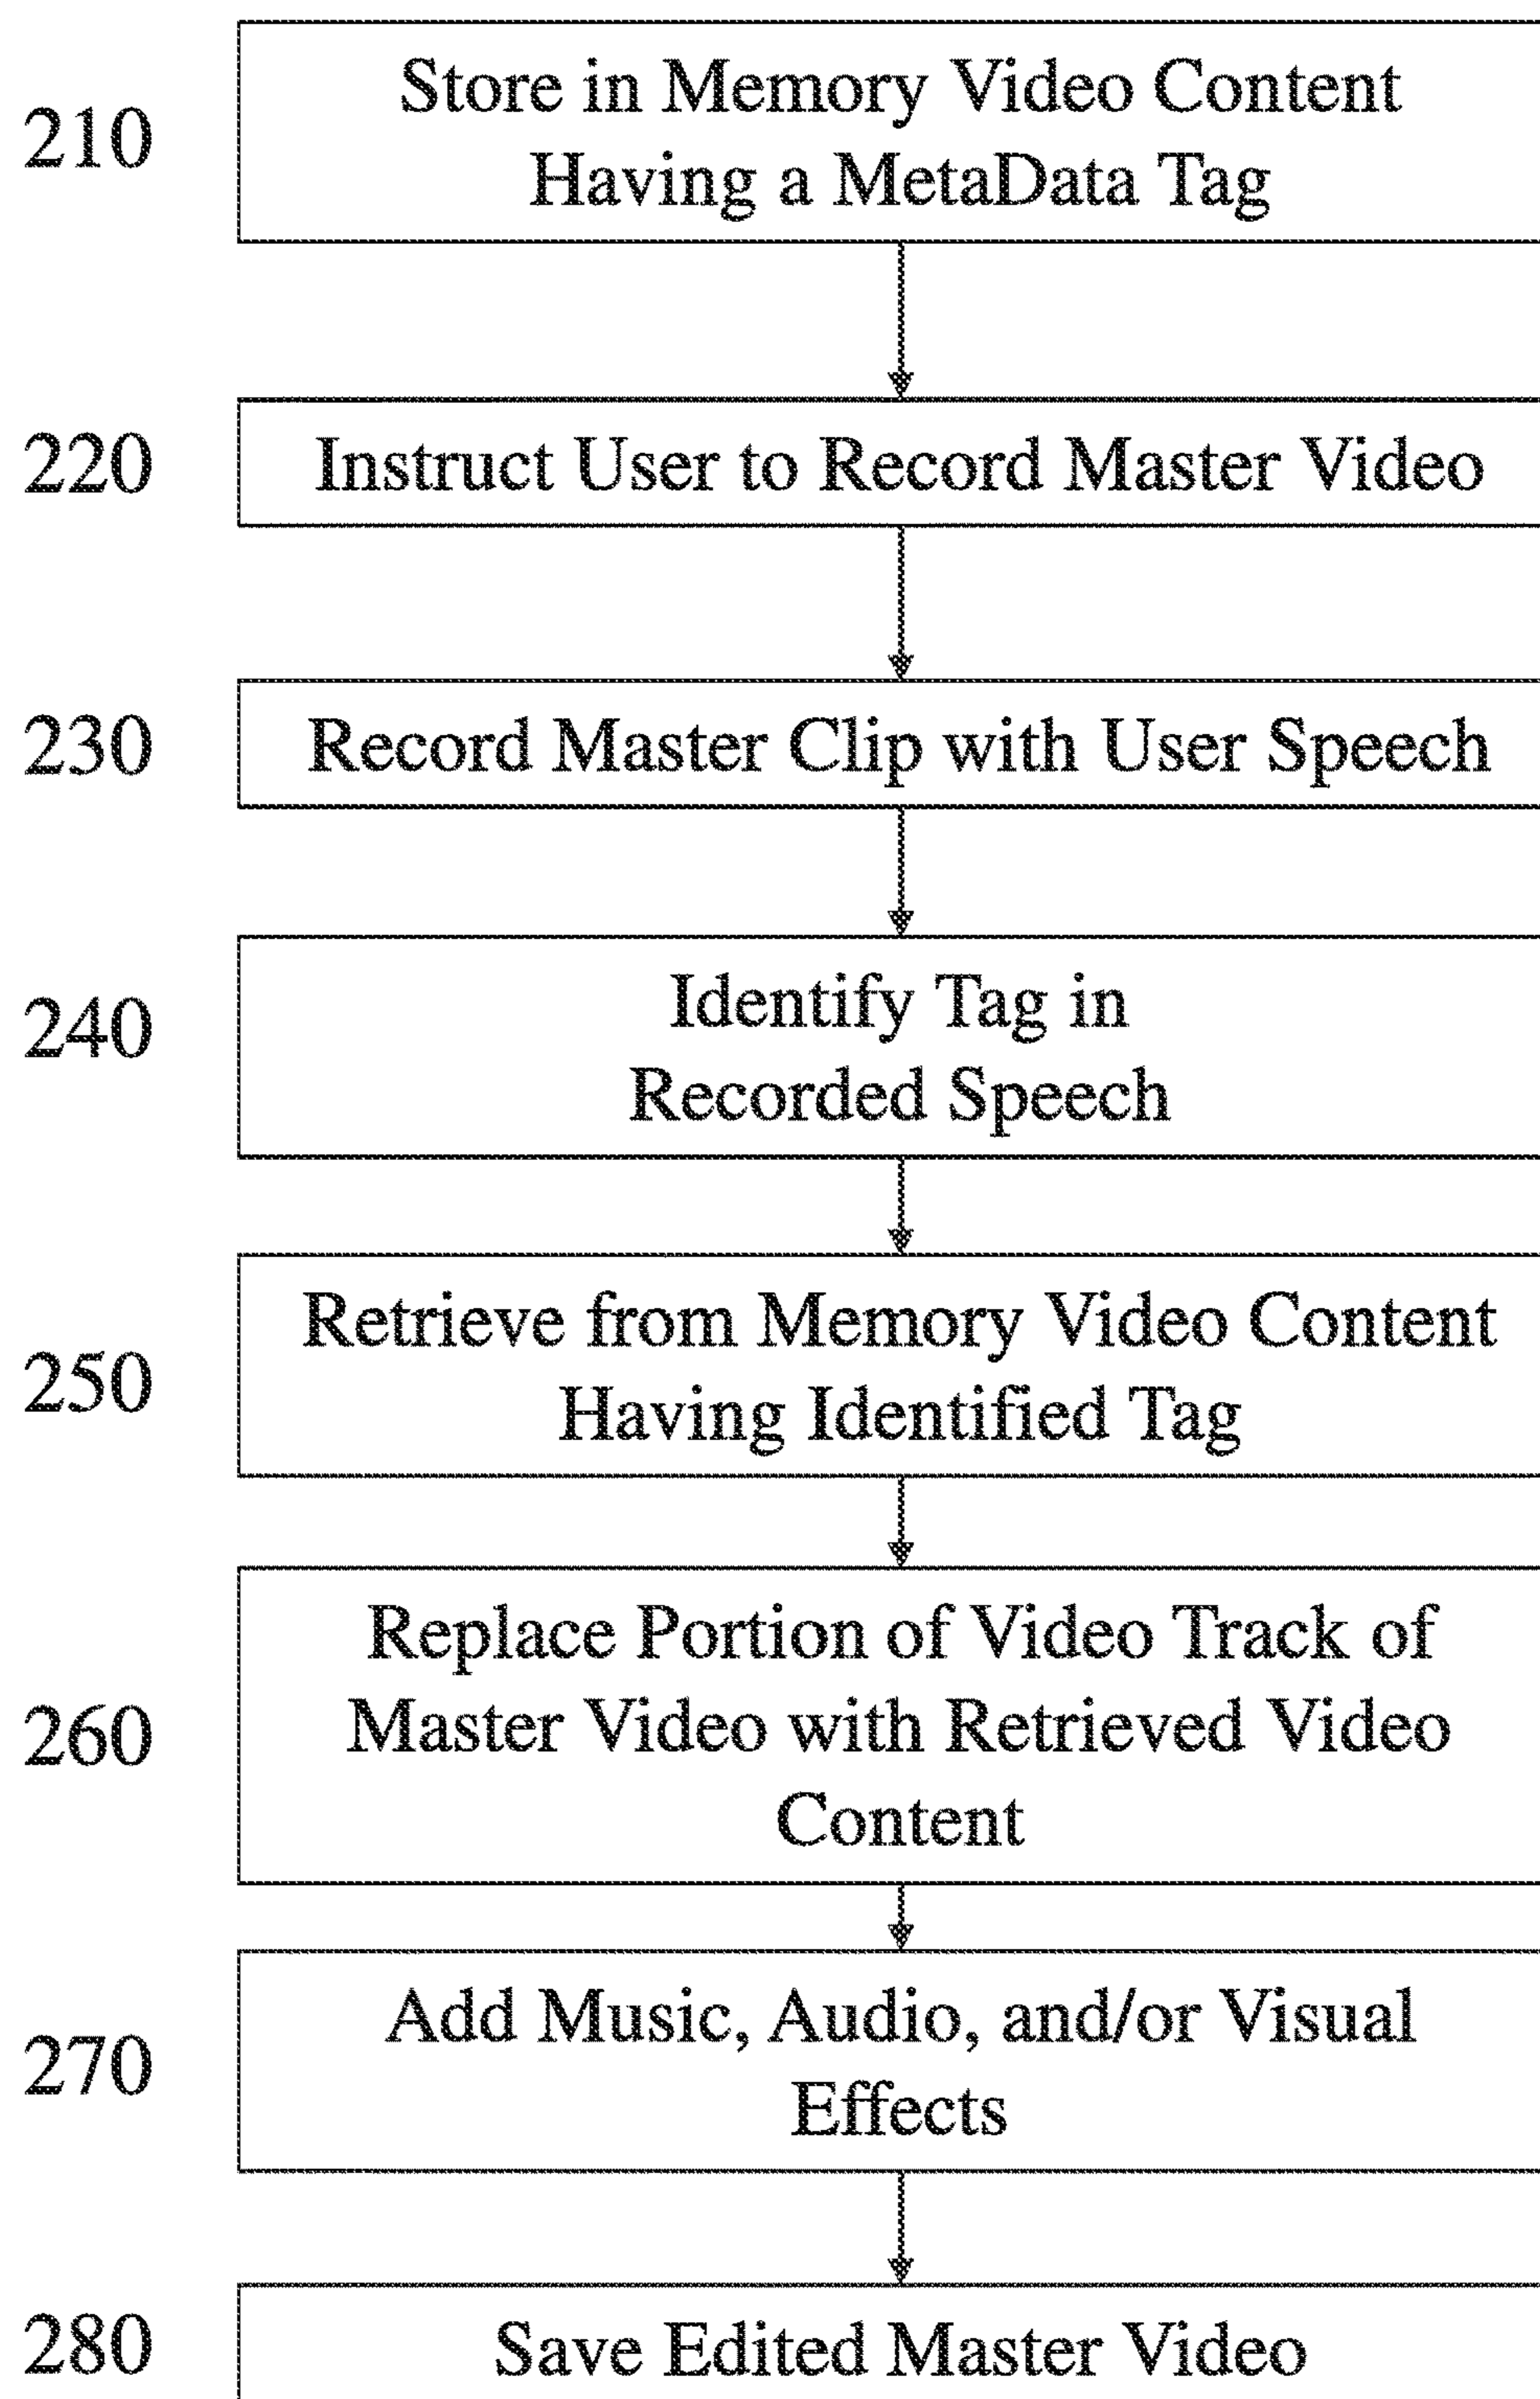 210
Store in Memory Video Content
Having a MetaData Tag
220
Instruct User to Record Master Video
230
Record Master Clip with User Speech
240
Identify Tag in
Recorded Speech
250
Retrieve from Memory Video Content
Having Identified Tag
260
Replace Portion of Video Track of
Master Video with Retrieved Video
Content
270
Add Music, Audio, and/or Visual
Effects
280
Save Edited Master Video